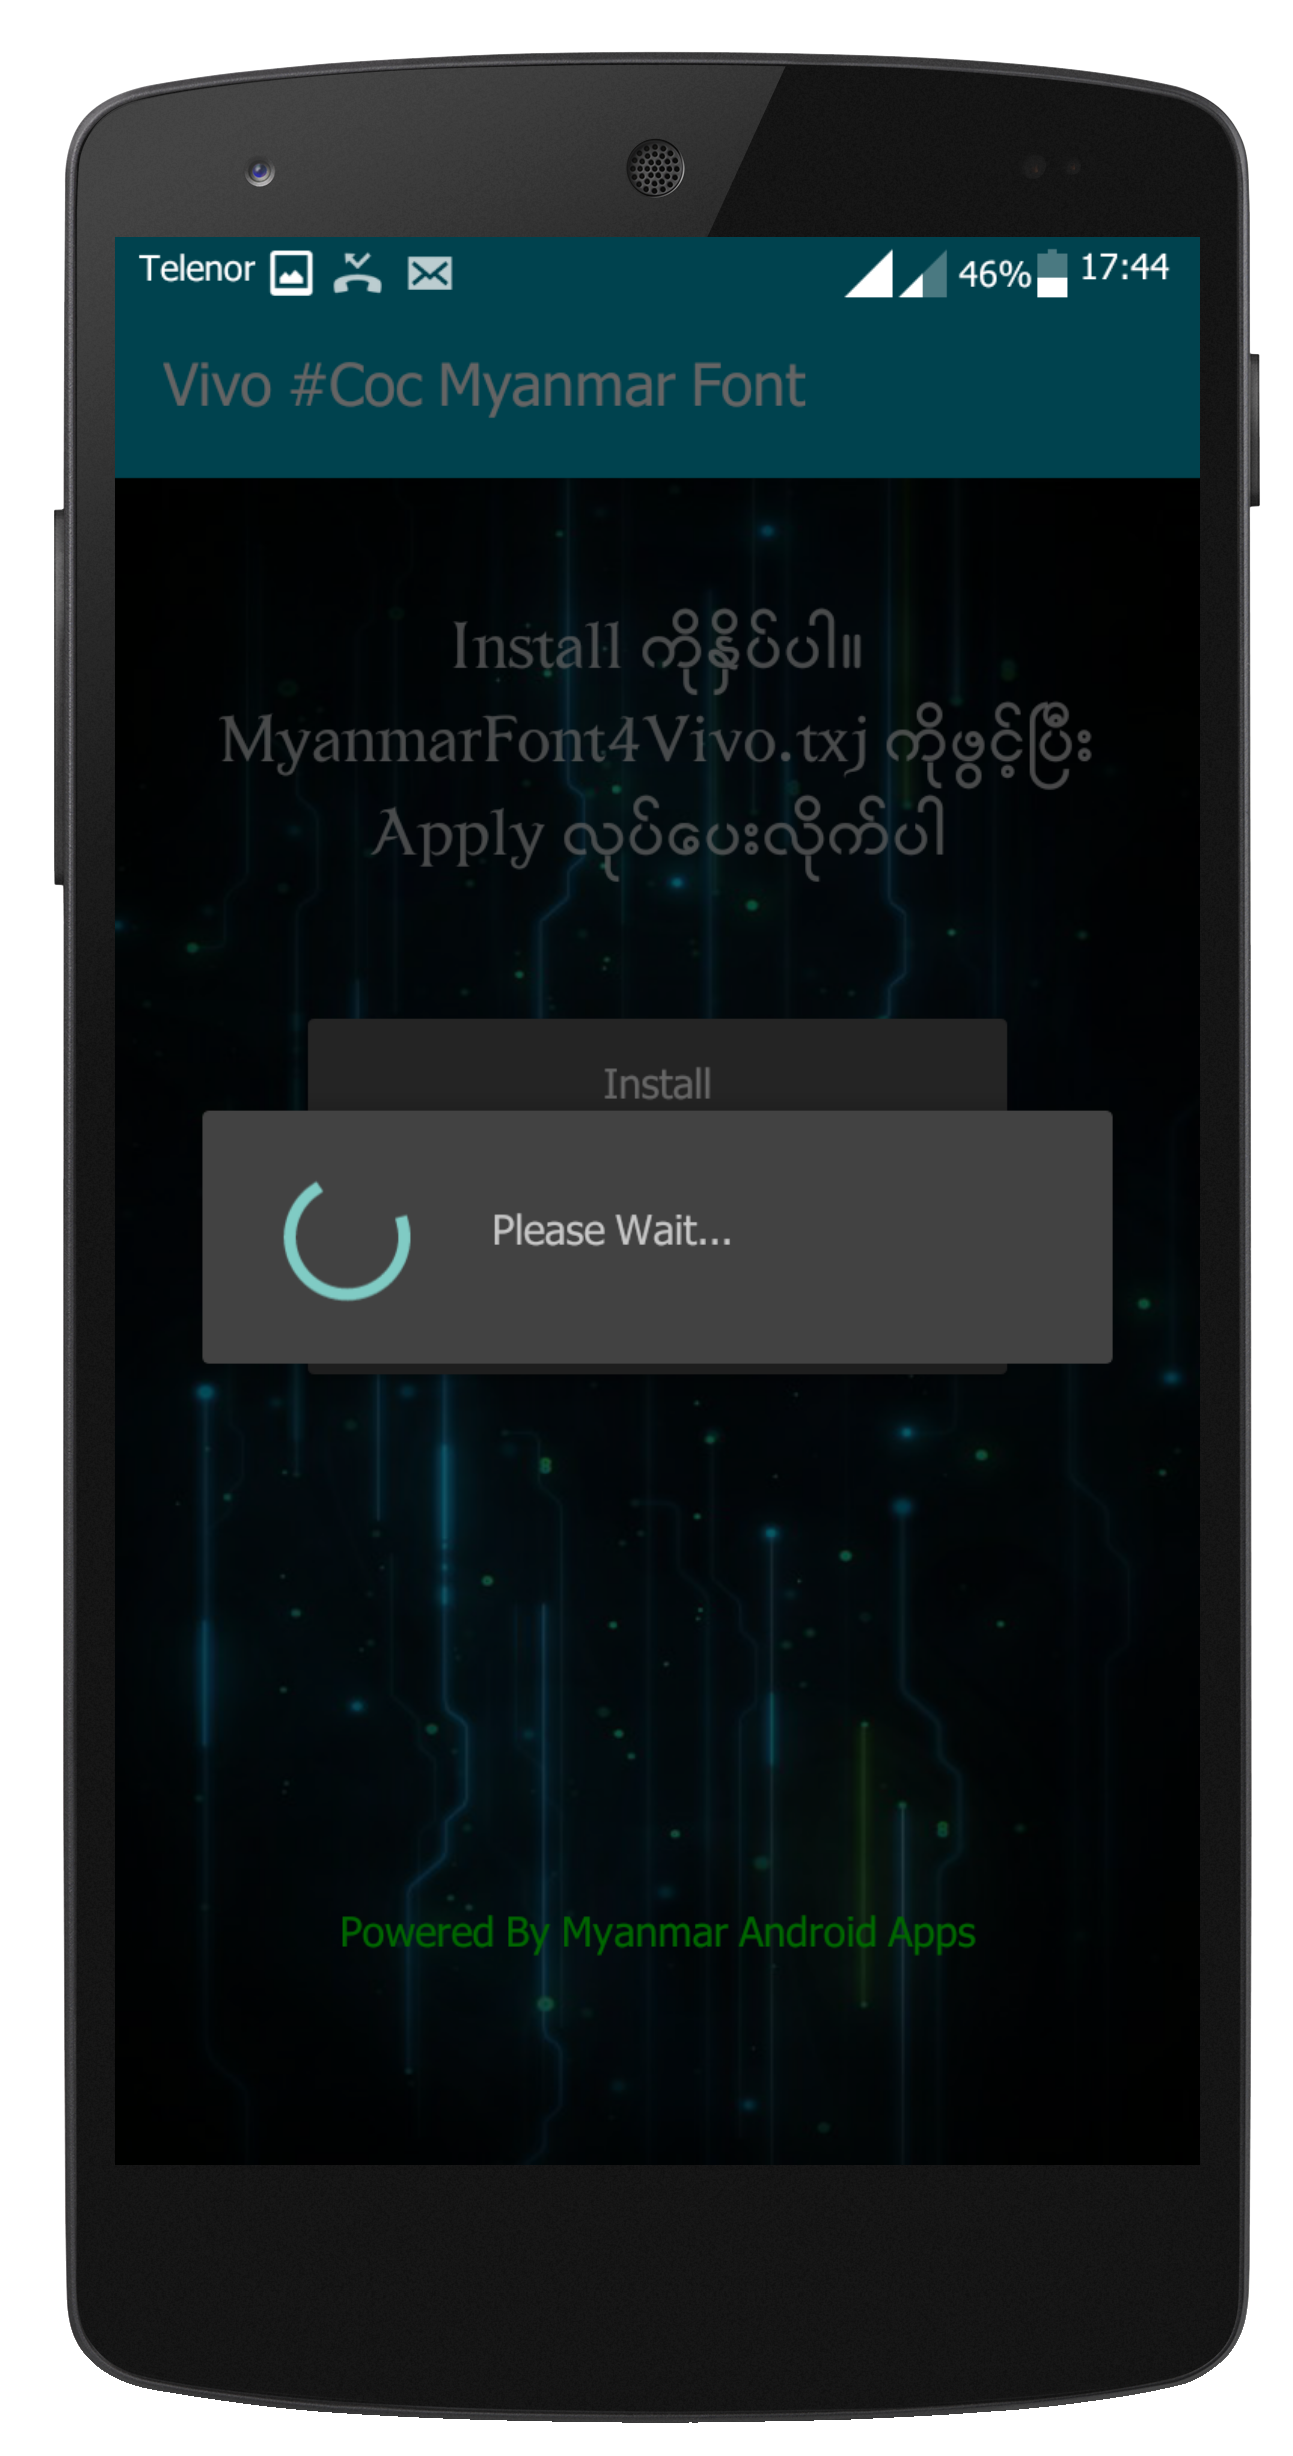 Telenor 46% 17:44
Vivo #Coc Myanmar Font
Install ကိုနှိပ်ပါ။
MyanmarFont4Vivo.txj ကိုဖွင့်ပြီး
Apply လုပ်ပေးလိုက်ပါ
Install
Please Wait...
Powered By Myanmar Android Apps